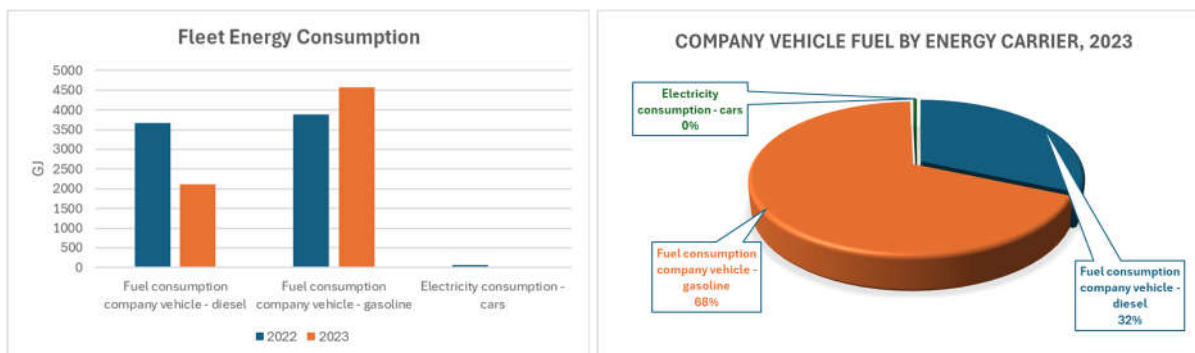 Fleet Energy Consumption
5000
4500
4000
3500
3000
2500
2000
1500
1000
500
0
GJ
Fuel consumption
company vehicle - diesel
Fuel consumption
company vehicle - gasoline
Electricity consumption -
cars
2022
2023
COMPANY VEHICLE FUEL BY ENERGY CARRIER, 2023
Electricity
consumption - cars
0%
Fuel consumption
company vehicle -
gasoline
68%
Fuel consumption
company vehicle -
diesel
32%